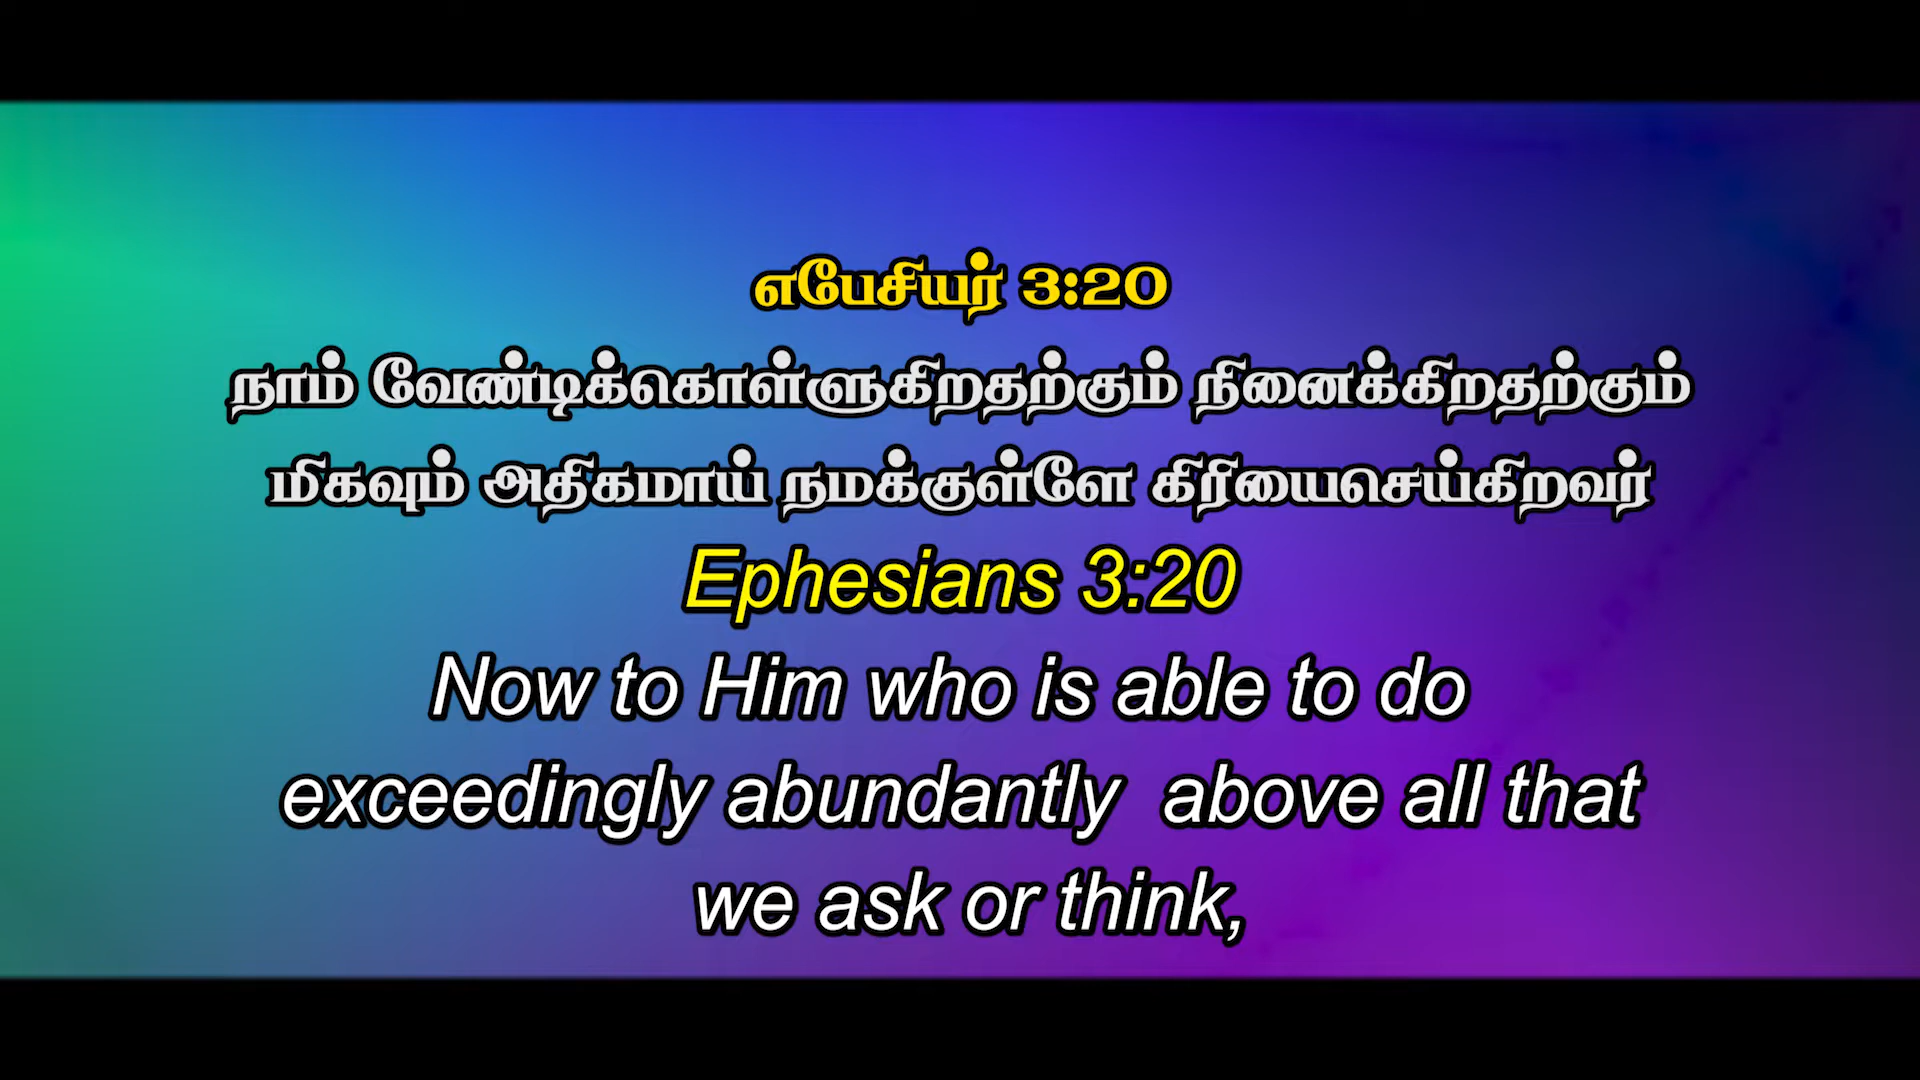 எபேசியர் 3:20
நாம் வேண்டிக்கொள்ளுகிறதற்கும் நினைக்கிறதற்கும்
மிகவும் அதிகமாய் நமக்குள்ளே கிரியைசெய்கிறவர்
Ephesians 3:20
Now to Him who is able to do
exceedingly abundantly  above all that
we ask or think,